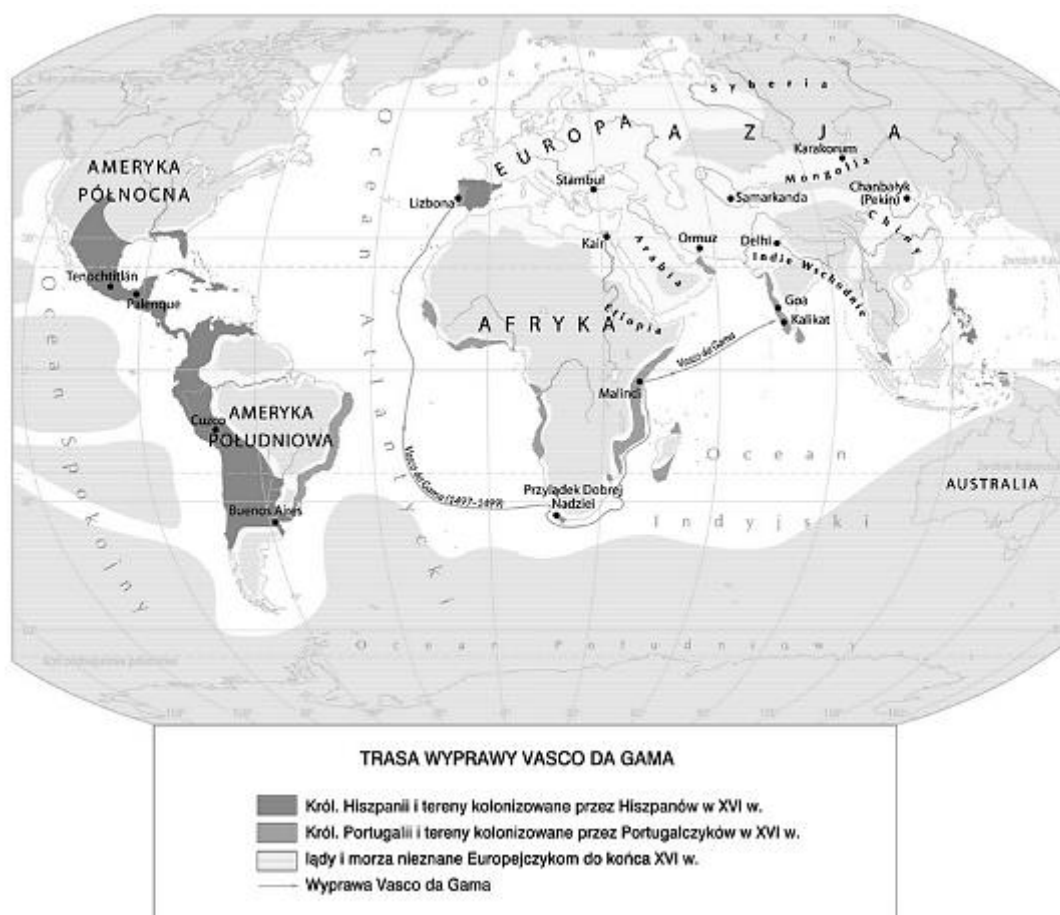 Ocean
Syberia
EUROPA
AZJA
AMERYKA
PÓŁNOCNA
Karakorum
Mongolia
Stambuł
Chanbałyk
(Pekin)
Lizbona
Samarkanda
Chiny
Ocean Atlantycki
Kair
Ormuz
Delhi
Arabia
Indie Wschodnie
Tenochtitlán
Palenque
Goa
Kalikat
AFRYKA
Etiopia
Vasco da Gama
Malindi
Ocean Spokojny
Cuzco
AMERYKA
POŁUDNIOWA
Ocean
Indyjski
Vasco da Gama (1497–1499)
Przylądek Dobrej
Nadziei
AUSTRALIA
Buenos Aires
Ocean Południowy
TRASA WYPRAWY VASCO DA GAMA
Król. Hiszpanii i tereny kolonizowane przez Hiszpanów w XVI w.
Król. Portugalii i tereny kolonizowane przez Portugalczyków w XVI w.
lądy i morza nieznane Europejczykom do końca XVI w.
Wyprawa Vasco da Gama